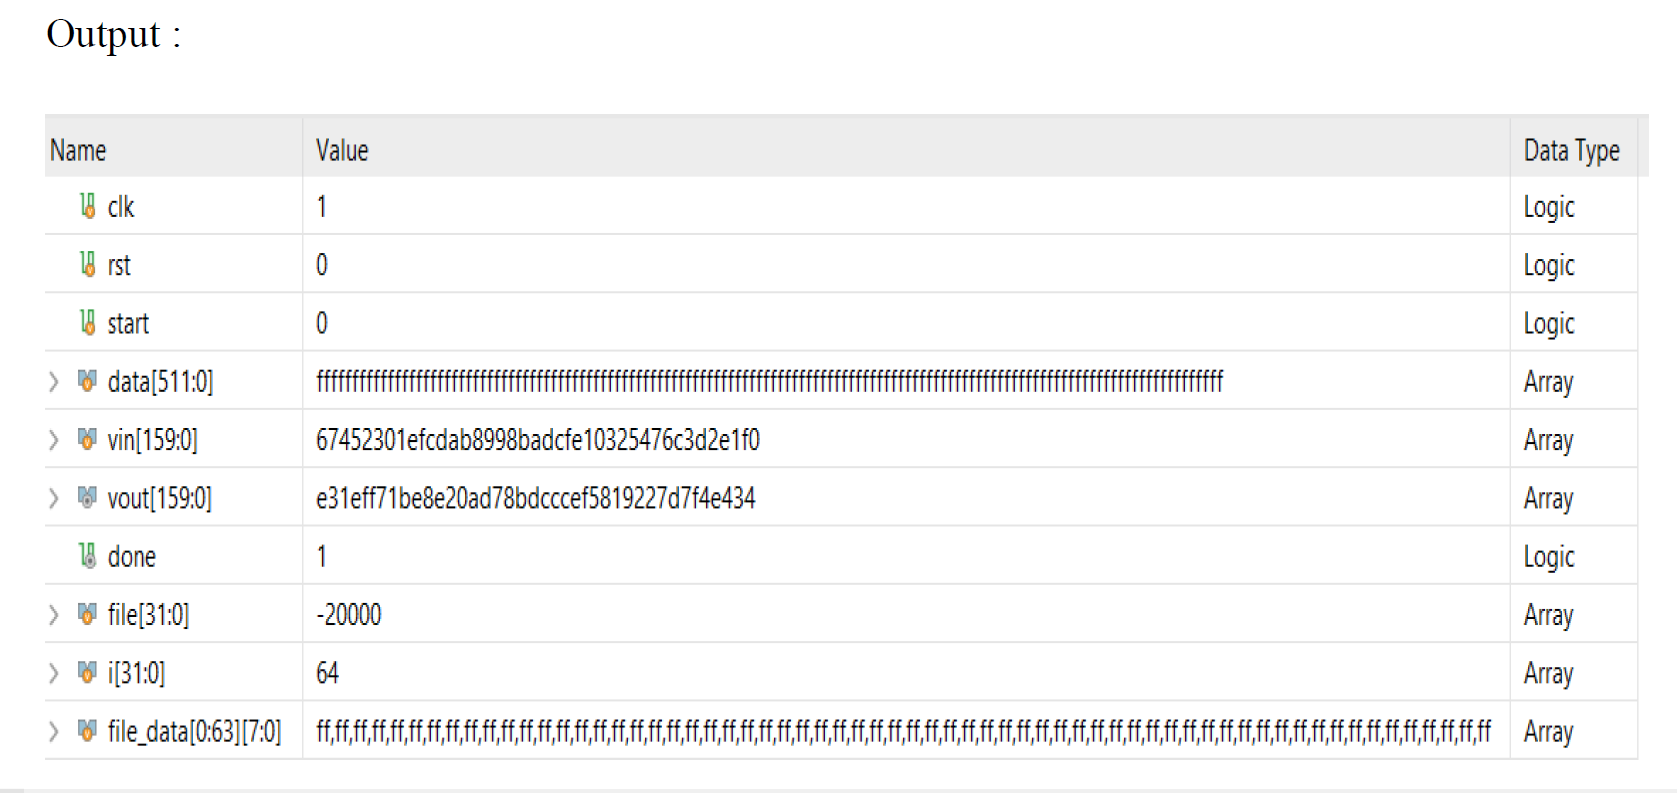 Output :
Name Value Data Type
clk 1 Logic
rst 0 Logic
start 0 Logic
data[511:0] ffffffffffffffffffffffffffffffffffffffffffffffffffffffffffffffffffffffffffffffffffffffffffffffffffffffffffffffffffffffffffffffff Array
vin[159:0] 67452301efcdab8998badcfe10325476c3d2e1f0 Array
vout[159:0] e31eff71be8e20ad78bdcccef5819227d7f4e434 Array
done 1 Logic
file[31:0] -20000 Array
i[31:0] 64 Array
file_data[0:63][7:0] ff,ff,ff,ff,ff,ff,ff,ff,ff,ff,ff,ff,ff,ff,ff,ff,ff,ff,ff,ff,ff,ff,ff,ff,ff,ff,ff,ff,ff,ff,ff,ff,ff,ff,ff,ff,ff,ff,ff,ff,ff,ff,ff,ff,ff,ff,ff,ff,ff,ff,ff,ff,ff,ff,ff,ff,ff,ff,ff,ff,ff,ff,ff,ff Array